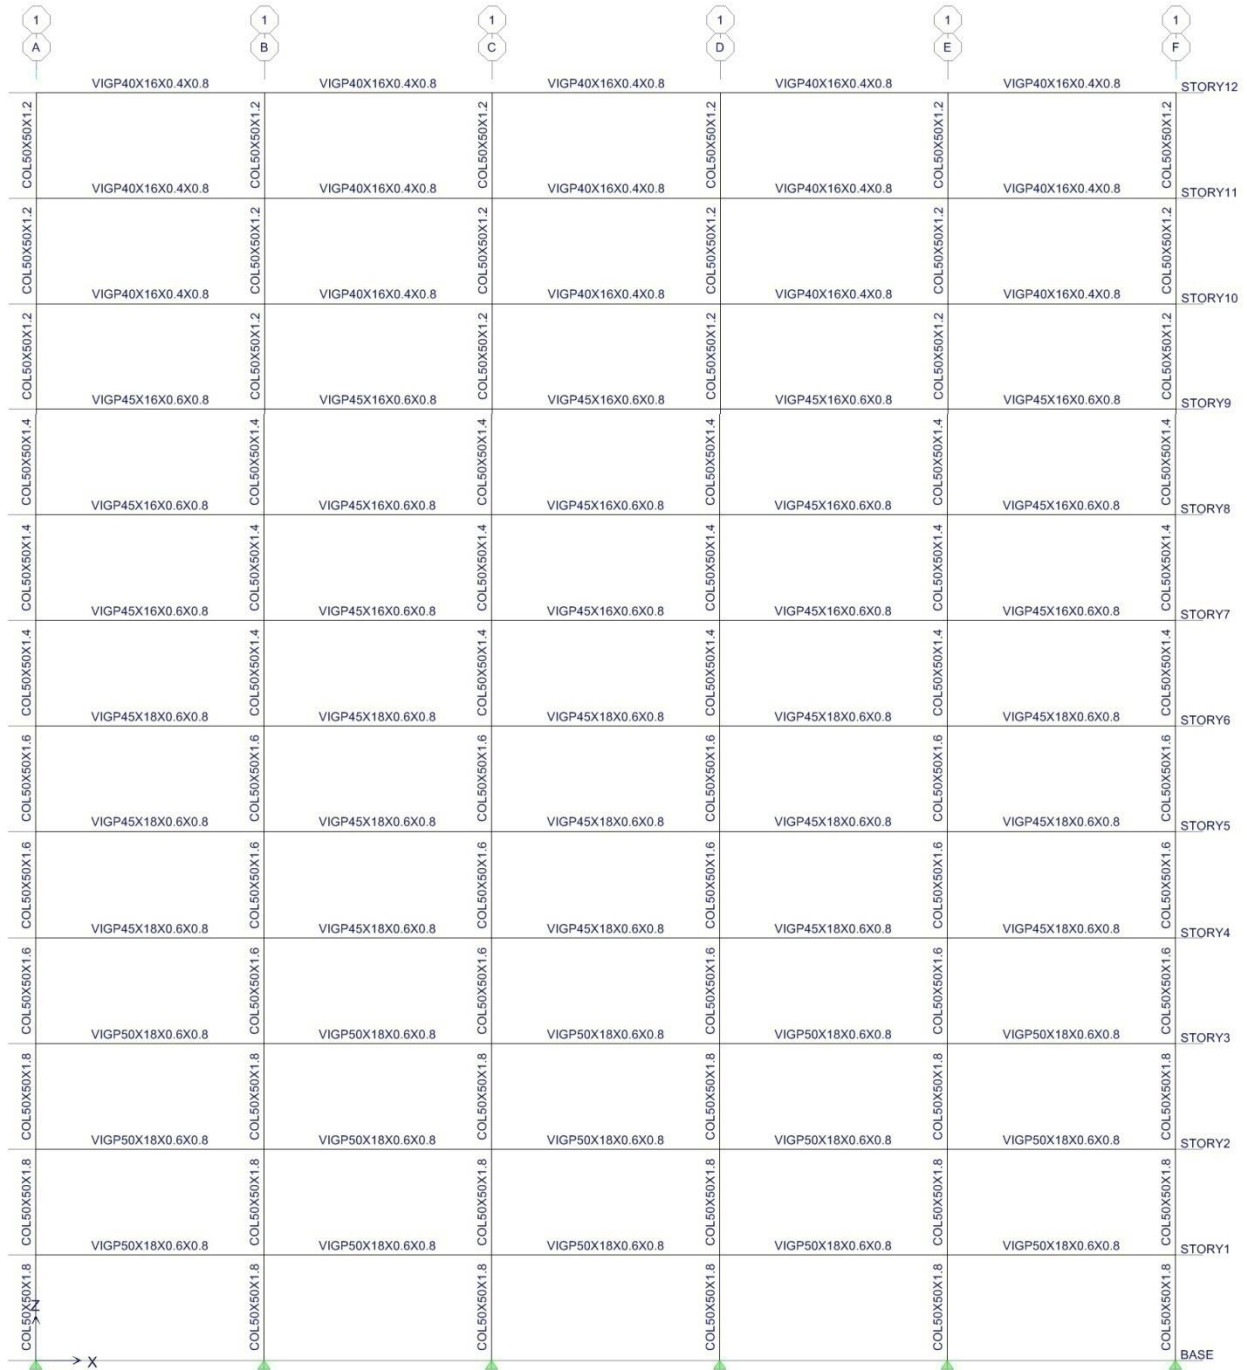 1 1 1 1 1 1
A B C D E F
VIGP40X16X0.4X0.8 VIGP40X16X0.4X0.8 VIGP40X16X0.4X0.8 VIGP40X16X0.4X0.8 VIGP40X16X0.4X0.8 STORY12
COL50X50X1.2 COL50X50X1.2 COL50X50X1.2 COL50X50X1.2 COL50X50X1.2 COL50X50X1.2
VIGP40X16X0.4X0.8 VIGP40X16X0.4X0.8 VIGP40X16X0.4X0.8 VIGP40X16X0.4X0.8 VIGP40X16X0.4X0.8 STORY11
COL50X50X1.2 COL50X50X1.2 COL50X50X1.2 COL50X50X1.2 COL50X50X1.2 COL50X50X1.2
VIGP40X16X0.4X0.8 VIGP40X16X0.4X0.8 VIGP40X16X0.4X0.8 VIGP40X16X0.4X0.8 VIGP40X16X0.4X0.8 STORY10
COL50X50X1.2 COL50X50X1.2 COL50X50X1.2 COL50X50X1.2 COL50X50X1.2 COL50X50X1.2
VIGP45X16X0.6X0.8 VIGP45X16X0.6X0.8 VIGP45X16X0.6X0.8 VIGP45X16X0.6X0.8 VIGP45X16X0.6X0.8 STORY9
COL50X50X1.4 COL50X50X1.4 COL50X50X1.4 COL50X50X1.4 COL50X50X1.4 COL50X50X1.4
VIGP45X16X0.6X0.8 VIGP45X16X0.6X0.8 VIGP45X16X0.6X0.8 VIGP45X16X0.6X0.8 VIGP45X16X0.6X0.8 STORY8
COL50X50X1.4 COL50X50X1.4 COL50X50X1.4 COL50X50X1.4 COL50X50X1.4 COL50X50X1.4
VIGP45X16X0.6X0.8 VIGP45X16X0.6X0.8 VIGP45X16X0.6X0.8 VIGP45X16X0.6X0.8 VIGP45X16X0.6X0.8 STORY7
COL50X50X1.4 COL50X50X1.4 COL50X50X1.4 COL50X50X1.4 COL50X50X1.4 COL50X50X1.4
VIGP45X18X0.6X0.8 VIGP45X18X0.6X0.8 VIGP45X18X0.6X0.8 VIGP45X18X0.6X0.8 VIGP45X18X0.6X0.8 STORY6
COL50X50X1.6 COL50X50X1.6 COL50X50X1.6 COL50X50X1.6 COL50X50X1.6 COL50X50X1.6
VIGP45X18X0.6X0.8 VIGP45X18X0.6X0.8 VIGP45X18X0.6X0.8 VIGP45X18X0.6X0.8 VIGP45X18X0.6X0.8 STORY5
COL50X50X1.6 COL50X50X1.6 COL50X50X1.6 COL50X50X1.6 COL50X50X1.6 COL50X50X1.6
VIGP45X18X0.6X0.8 VIGP45X18X0.6X0.8 VIGP45X18X0.6X0.8 VIGP45X18X0.6X0.8 VIGP45X18X0.6X0.8 STORY4
COL50X50X1.6 COL50X50X1.6 COL50X50X1.6 COL50X50X1.6 COL50X50X1.6 COL50X50X1.6
VIGP50X18X0.6X0.8 VIGP50X18X0.6X0.8 VIGP50X18X0.6X0.8 VIGP50X18X0.6X0.8 VIGP50X18X0.6X0.8 STORY3
COL50X50X1.8 COL50X50X1.8 COL50X50X1.8 COL50X50X1.8 COL50X50X1.8 COL50X50X1.8
VIGP50X18X0.6X0.8 VIGP50X18X0.6X0.8 VIGP50X18X0.6X0.8 VIGP50X18X0.6X0.8 VIGP50X18X0.6X0.8 STORY2
COL50X50X1.8 COL50X50X1.8 COL50X50X1.8 COL50X50X1.8 COL50X50X1.8 COL50X50X1.8
VIGP50X18X0.6X0.8 VIGP50X18X0.6X0.8 VIGP50X18X0.6X0.8 VIGP50X18X0.6X0.8 VIGP50X18X0.6X0.8 STORY1
COL50X50X1.8 COL50X50X1.8 COL50X50X1.8 COL50X50X1.8 COL50X50X1.8 COL50X50X1.8
Z
X BASE